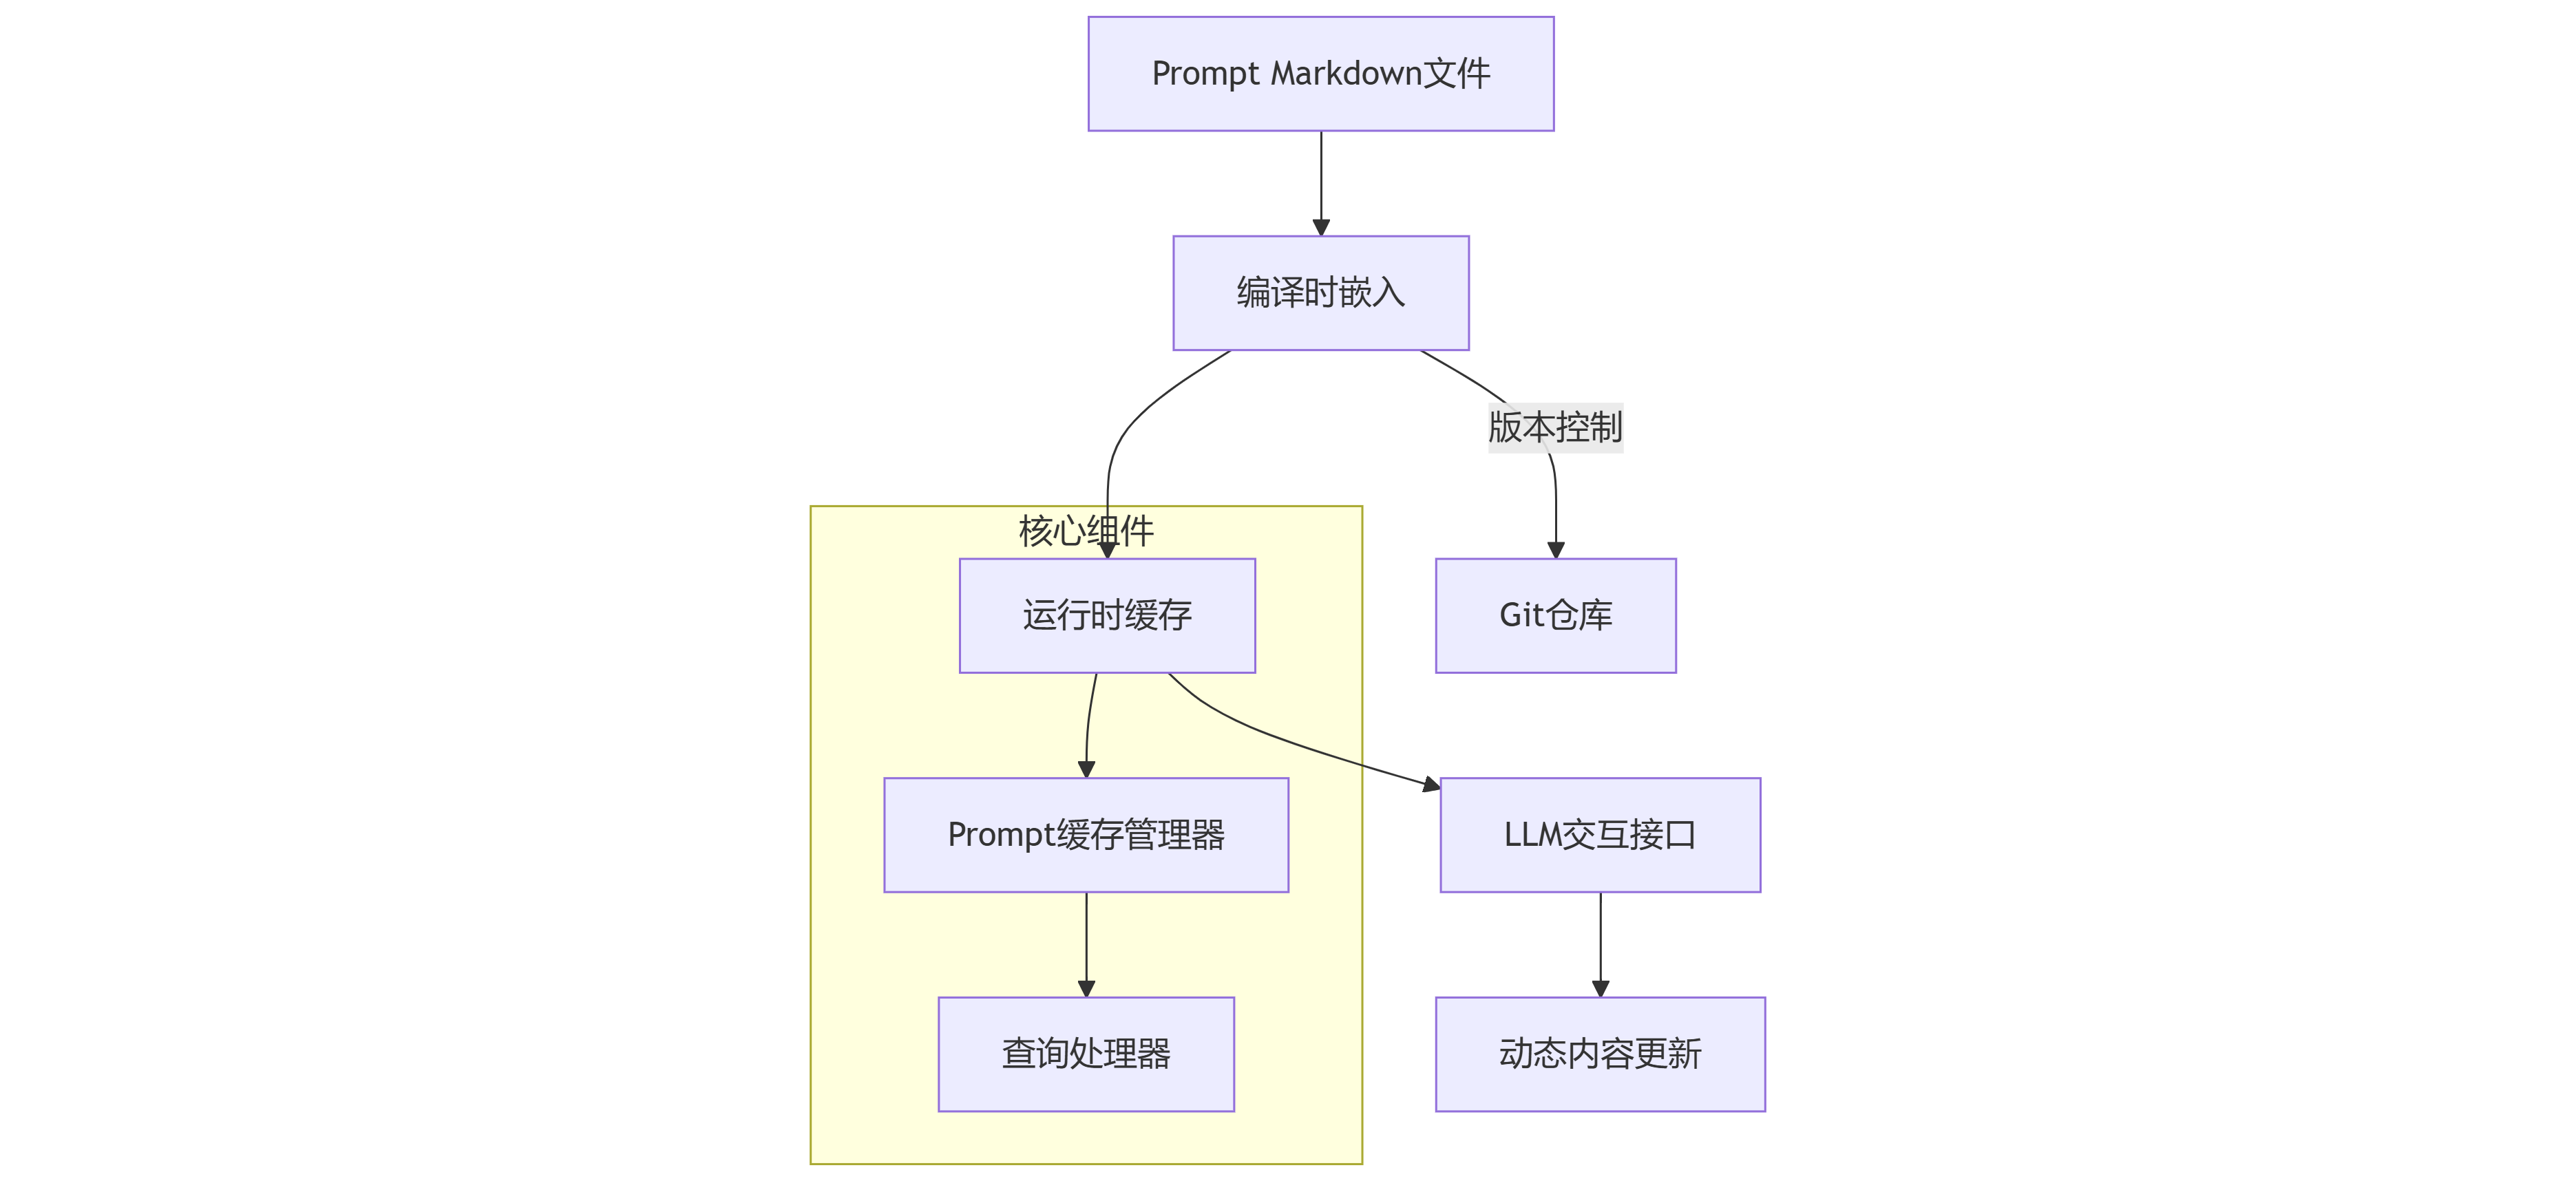 Prompt Markdown文件
编译时嵌入
版本控制
核心组件
运行时缓存
Git仓库
Prompt缓存管理器
LLM交互接口
查询处理器
动态内容更新